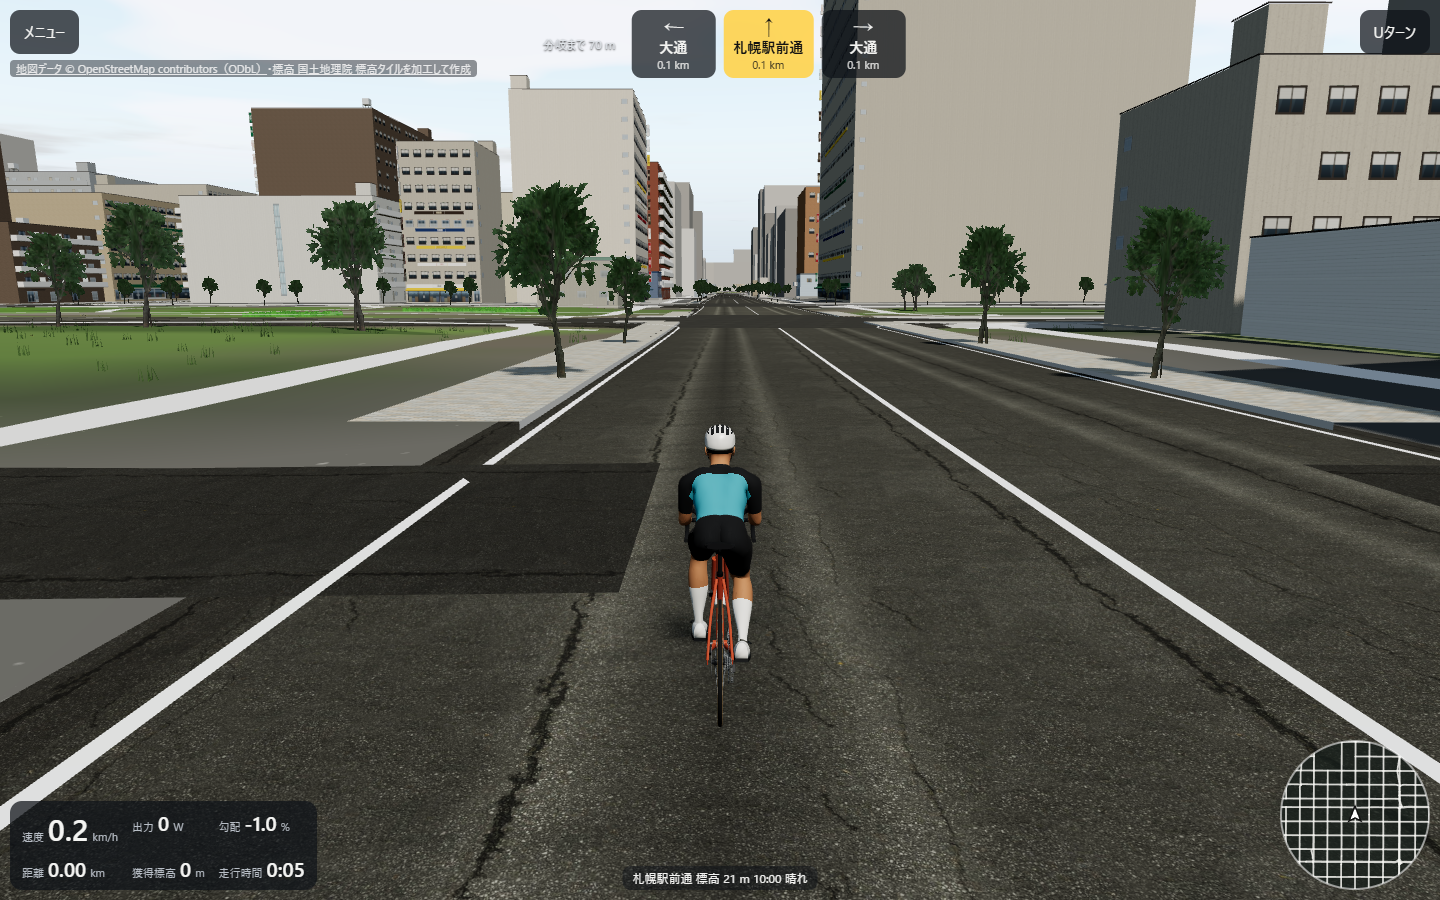 メニュー
地図データ © OpenStreetMap contributors（ODbL）・標高 国土地理院 標高タイルを加工して作成
分岐まで 70 m
←
大通
0.1 km
↑
札幌駅前通
0.1 km
→
大通
0.1 km
Uターン
速度 0.2 km/h
出力 0 W
勾配 -1.0 %
距離 0.00 km
獲得標高 0 m
走行時間 0:05
札幌駅前通 標高 21 m 10:00 晴れ